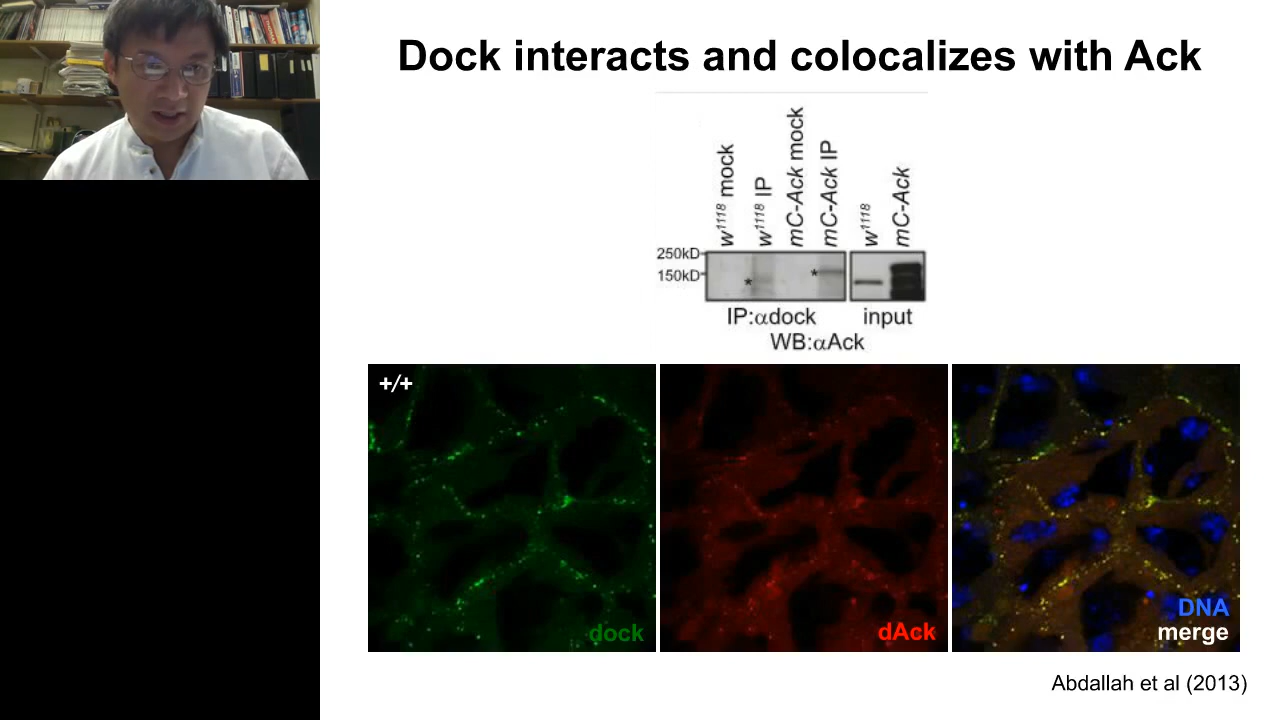 Dock interacts and colocalizes with Ack
w1118 mock
w1118 IP
mC-Ack mock
mC-Ack IP
w1118
mC-Ack
250kD
150kD
*
*
IP:αdock
input
WB:αAck
+/+
dock
dAck
DNA
merge
Abdallah et al (2013)